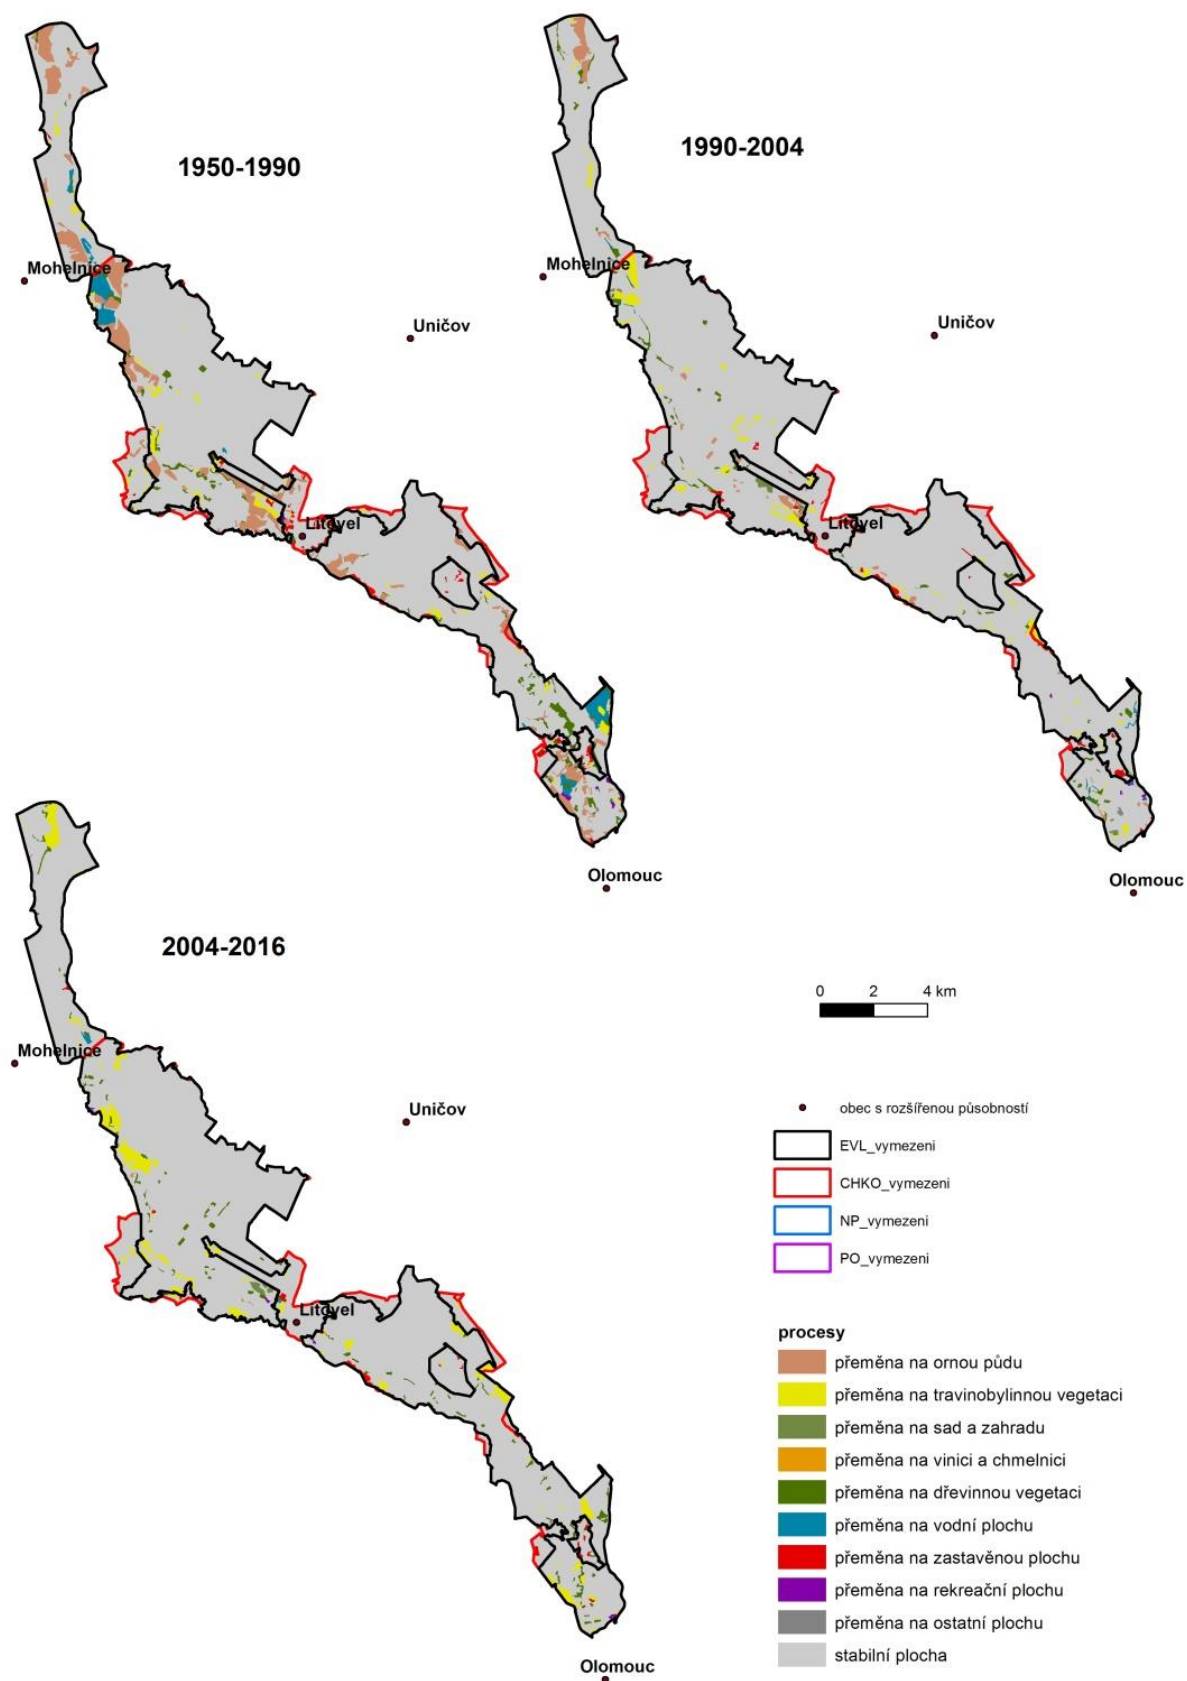 1950-1990
1990-2004
Mohelnice
Mohelnice
Uničov
Uničov
Litovel
Litovel
Olomouc
Olomouc
2004-2016
0 2 4 km
Mohelnice
Uničov
obec s rozšířenou působností
EVL_vymezeni
CHKO_vymezeni
NP_vymezeni
PO_vymezeni
Litovel
procesy
přeměna na ornou půdu
přeměna na travinobylinnou vegetaci
přeměna na sad a zahradu
přeměna na vinici a chmelnici
přeměna na dřevinnou vegetaci
přeměna na vodní plochu
přeměna na zastavěnou plochu
přeměna na rekreační plochu
přeměna na ostatní plochu
stabilní plocha
Olomouc